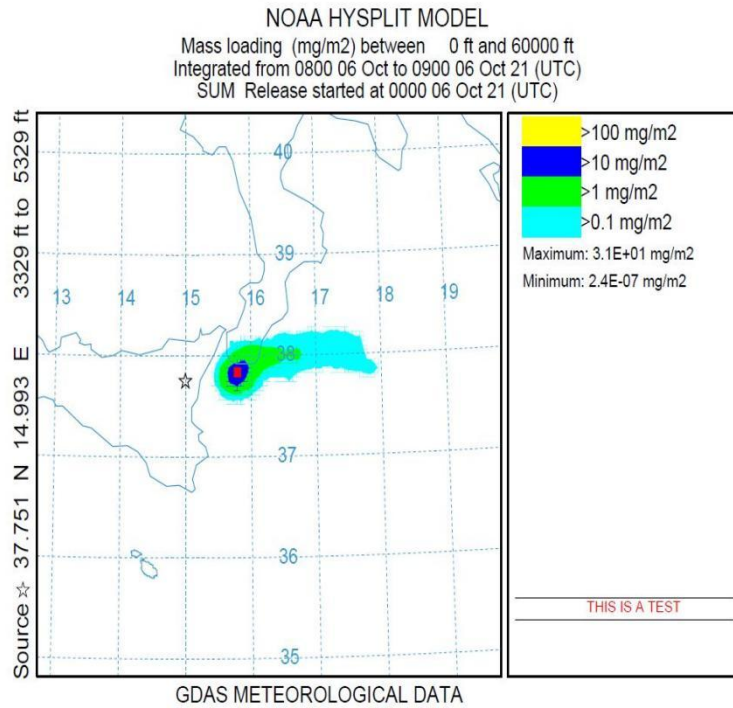 NOAA HYSPLIT MODEL
Mass loading (mg/m2) between 0 ft and 60000 ft
Integrated from 0800 06 Oct to 0900 06 Oct 21 (UTC)
SUM Release started at 0000 06 Oct 21 (UTC)
Source ☆ 37.751 N 14.993 E 3329 ft to 5329 ft
40
39
13 14 15 16 17 18 19
38
37
36
35
>100 mg/m2
>10 mg/m2
>1 mg/m2
>0.1 mg/m2
Maximum: 3.1E+01 mg/m2
Minimum: 2.4E-07 mg/m2
THIS IS A TEST
GDAS METEOROLOGICAL DATA